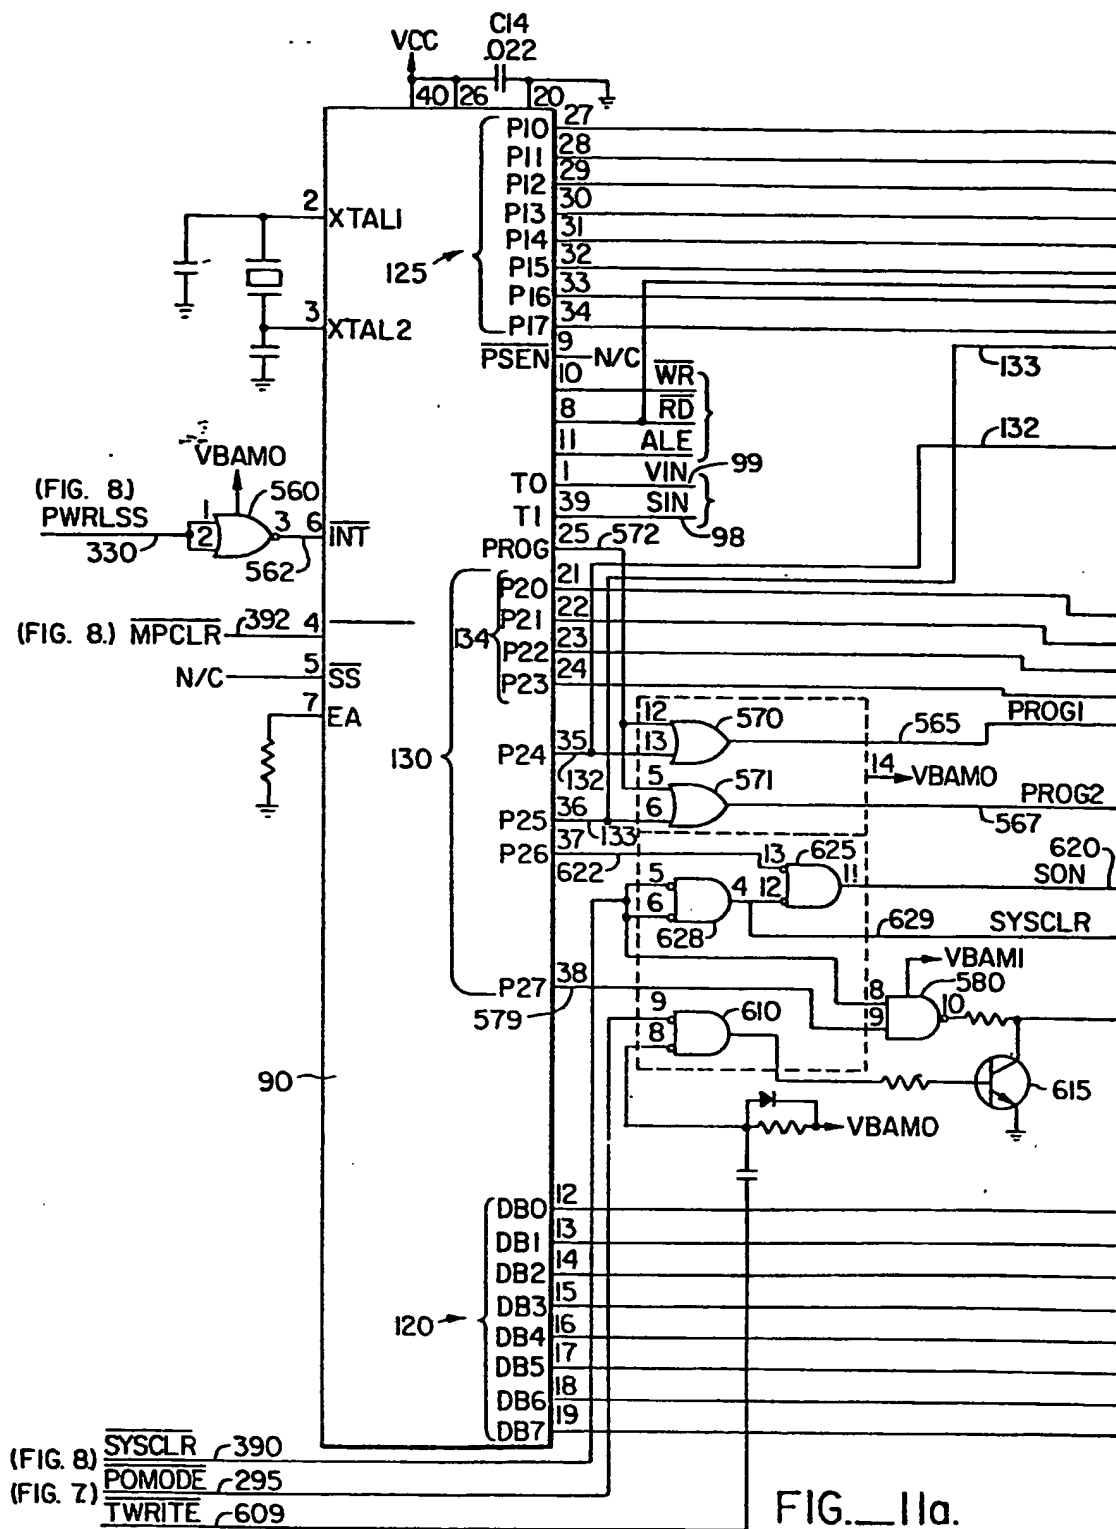 C14
VCC .022
40 26 20
P10 27
P11 28
P12 29
2 XTAL1 P13 30
P14 31
125 P15 32
P16 33
3 XTAL2 P17 34
PSEN 9 N/C
133
10 WR
8 RD
132
11 ALE
VBAMO
T0 1 VIN 99
(FIG. 8) 560
T1 39 SIN
PWRLSS 1 2 3 6 INT
98
330 562
PROG 25 572
130
134
P20 21
P21 22
(FIG. 8.) MPCLR 392 4
P22 23
N/C 5 SS
P23 24
7 EA
12 13 570 565 PROG1
P24 35 132
14 VBAMO
5 6 571 PROG2
567
P25 36 133
P26 37 622
13 12 625 11 SON 620
5 6 4 628
629 SYSCLR
VBAM1
P27 38 579
8 9 580 10
9 8 610
90
615
VBAMO
120
DB0 12
DB1 13
DB2 14
DB3 15
DB4 16
DB5 17
DB6 18
DB7 19
(FIG. 8) SYSCLR 390
(FIG. 7) POMODE 295
TWRITE 609
FIG.__11a.